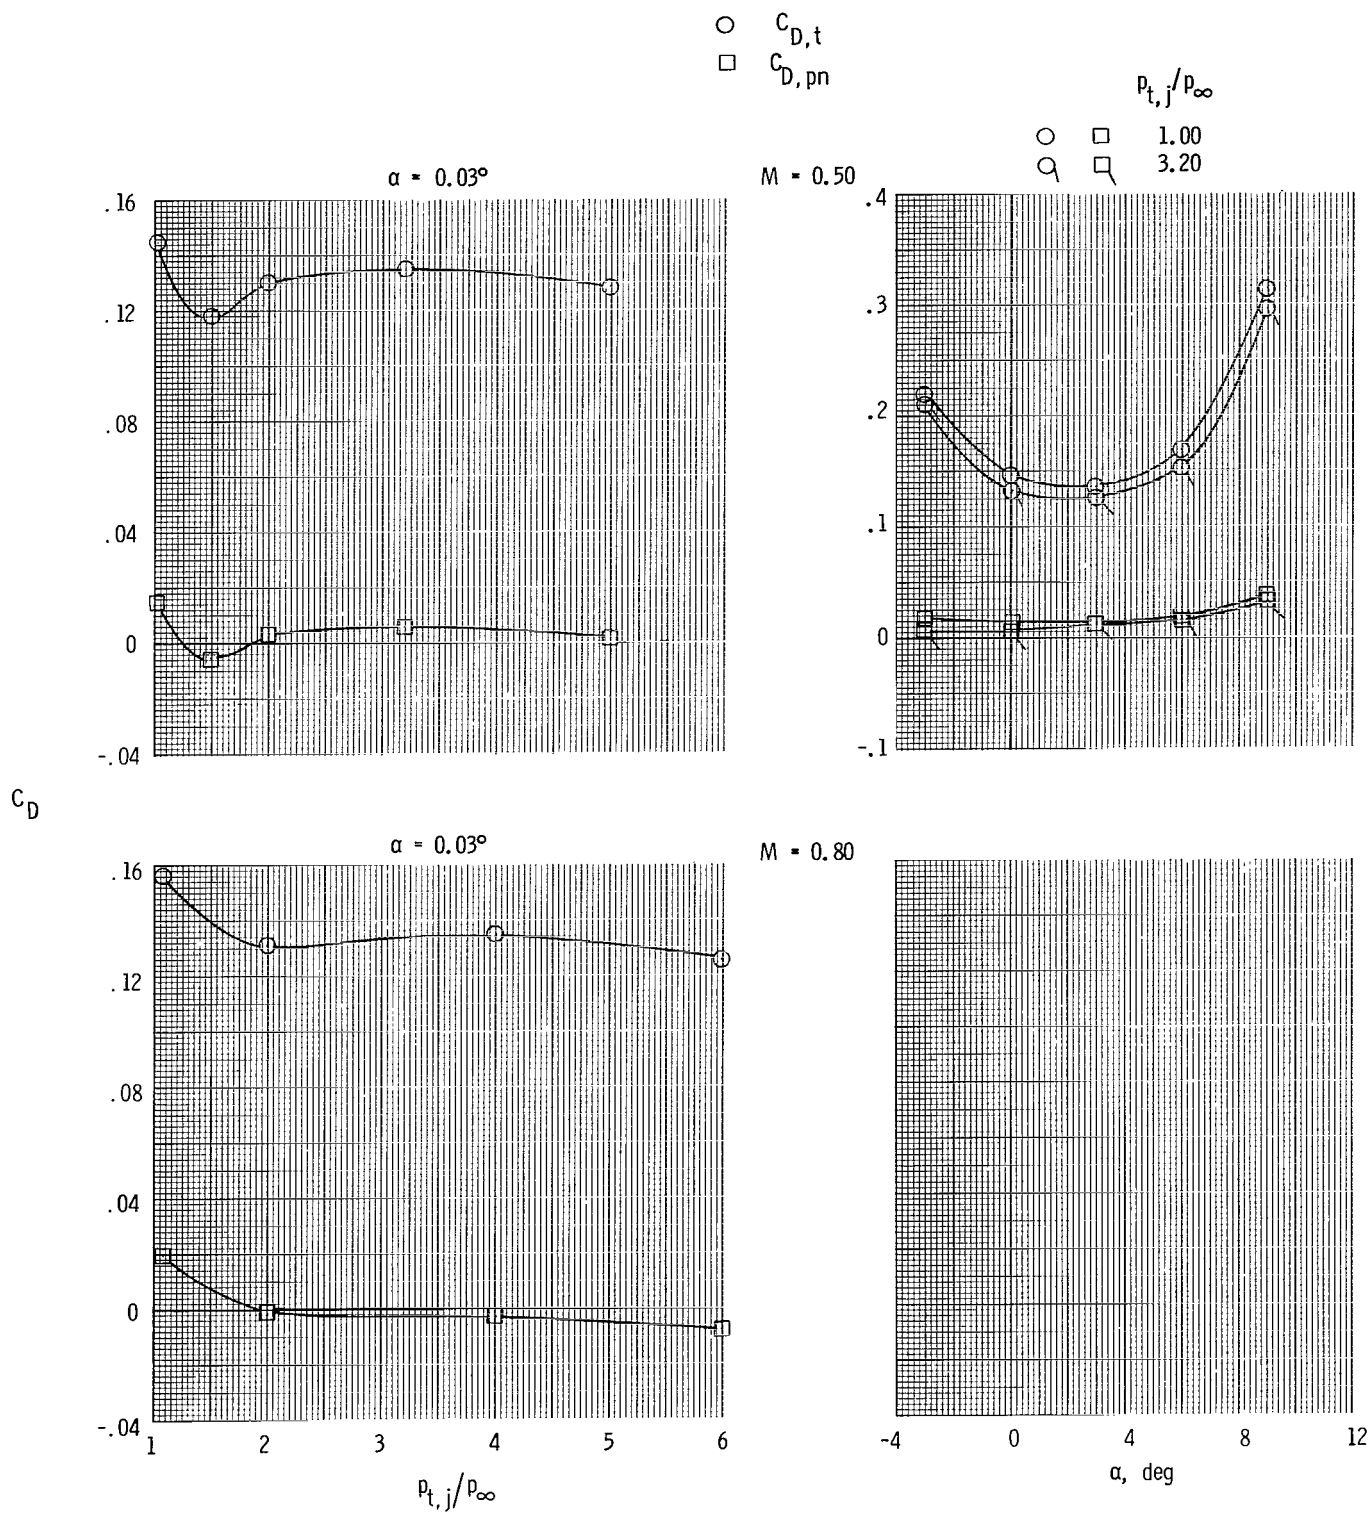 C_D,t
C_D,pn
p_t,j/p_∞
1.00
3.20
α = 0.03°
M = 0.50
.16
.12
.08
.04
0
-.04
.4
.3
.2
.1
0
-.1
C_D
α = 0.03°
M = 0.80
.16
.12
.08
.04
0
-.04
1 2 3 4 5 6
p_t,j/p_∞
-4 0 4 8 12
α, deg